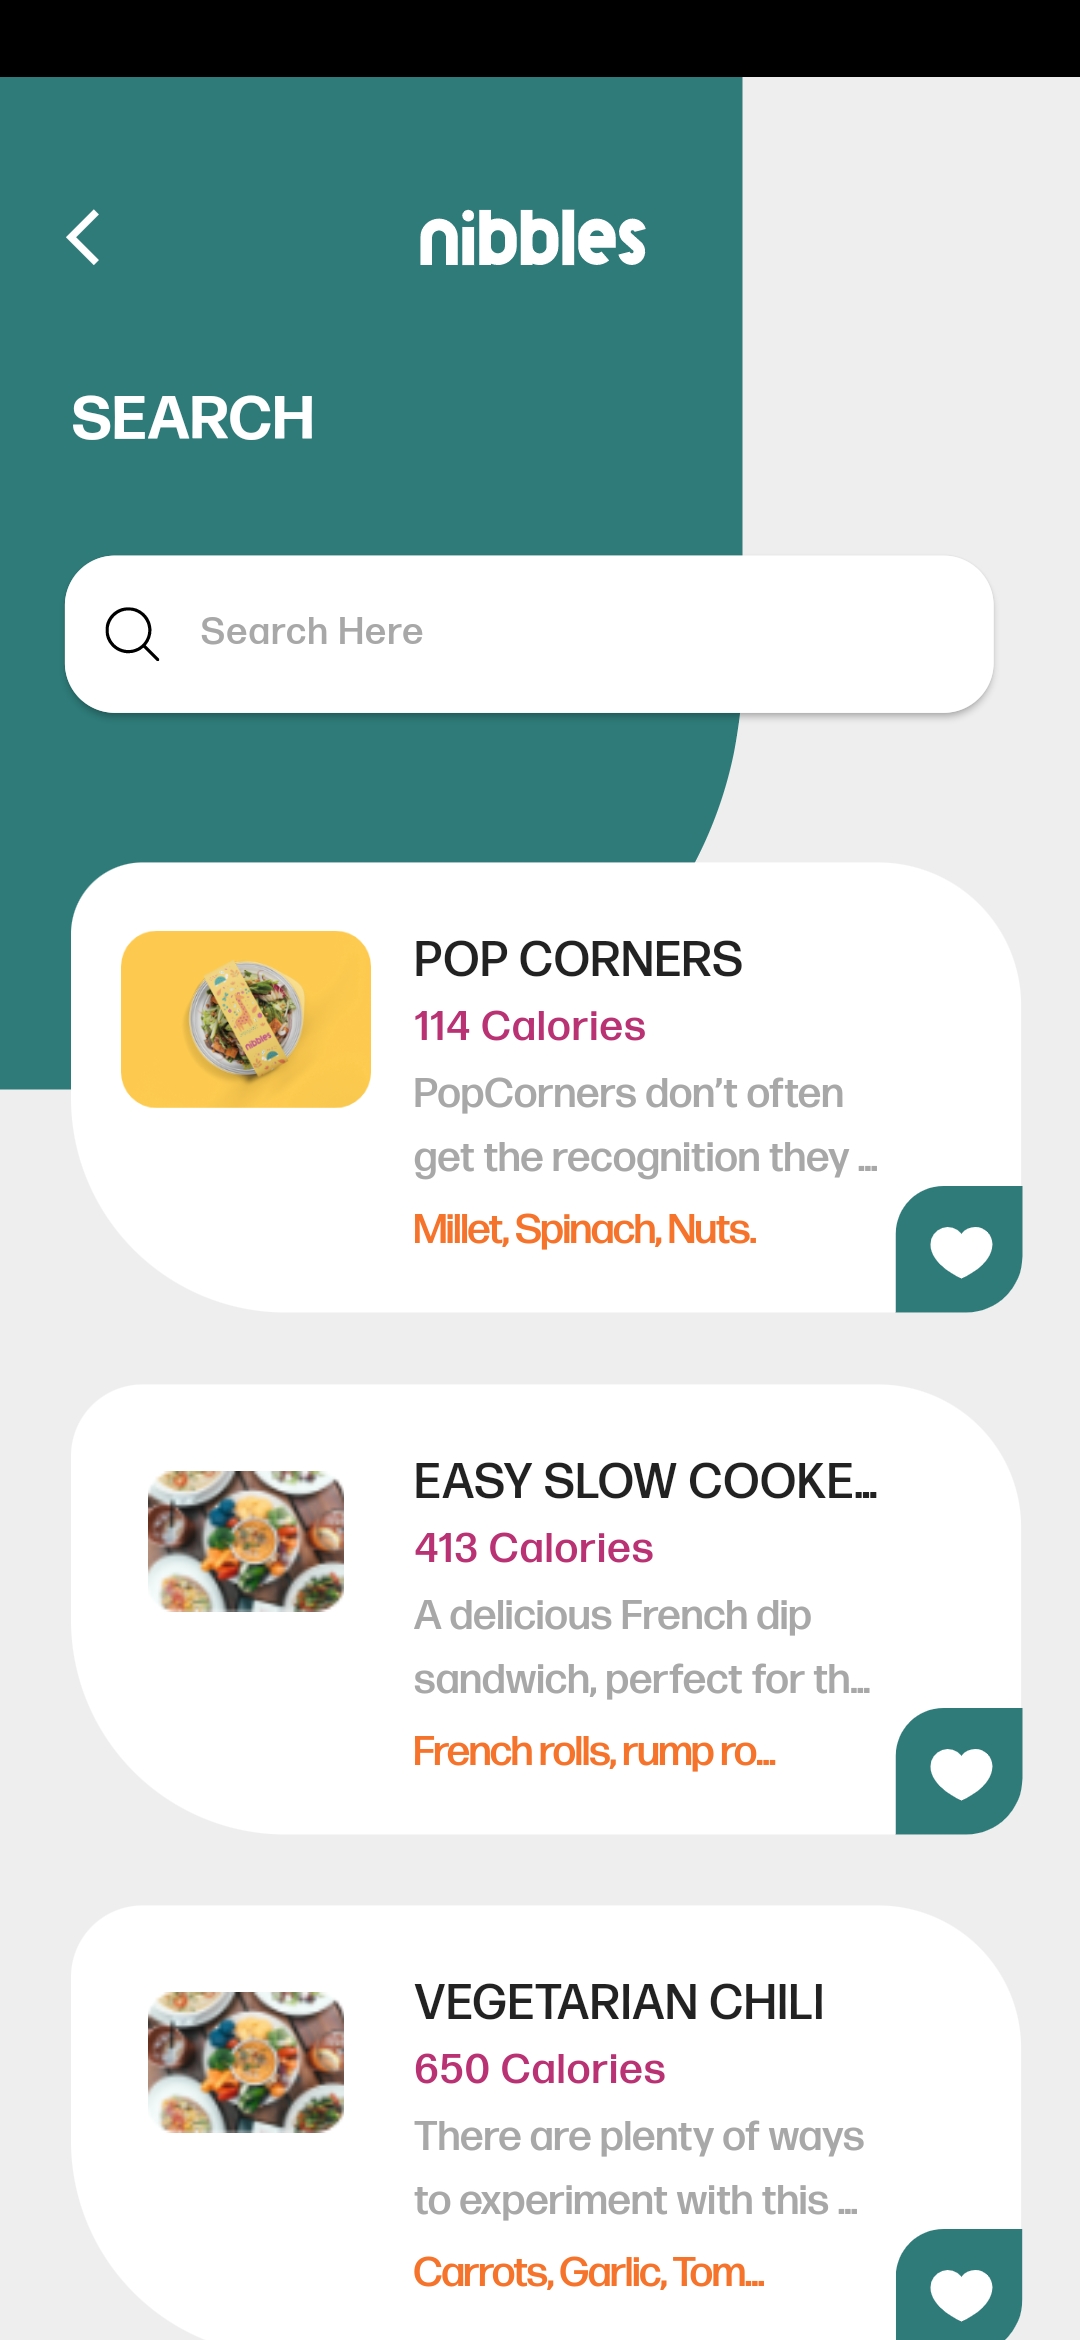 nibbles
SEARCH
Search Here
POP CORNERS
114 Calories
PopCorners don’t often
get the recognition they ...
Millet, Spinach, Nuts.
nibbles
EASY SLOW COOKE...
413 Calories
A delicious French dip
sandwich, perfect for th...
French rolls, rump ro...
VEGETARIAN CHILI
650 Calories
There are plenty of ways
to experiment with this ...
Carrots, Garlic, Tom...